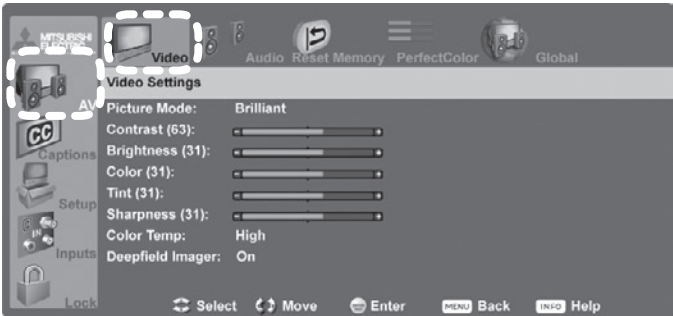 MITSUBISHI
ELECTRIC
Video
Audio
Reset Memory
PerfectColor
Global
AV
Captions
Setup
IN
Inputs
Lock
Video Settings
Picture Mode: Brilliant
Contrast (63):
Brightness (31):
Color (31):
Tint (31):
Sharpness (31):
Color Temp: High
Deepfield Imager: On
CC
Select Move Enter MENU Back INFO Help